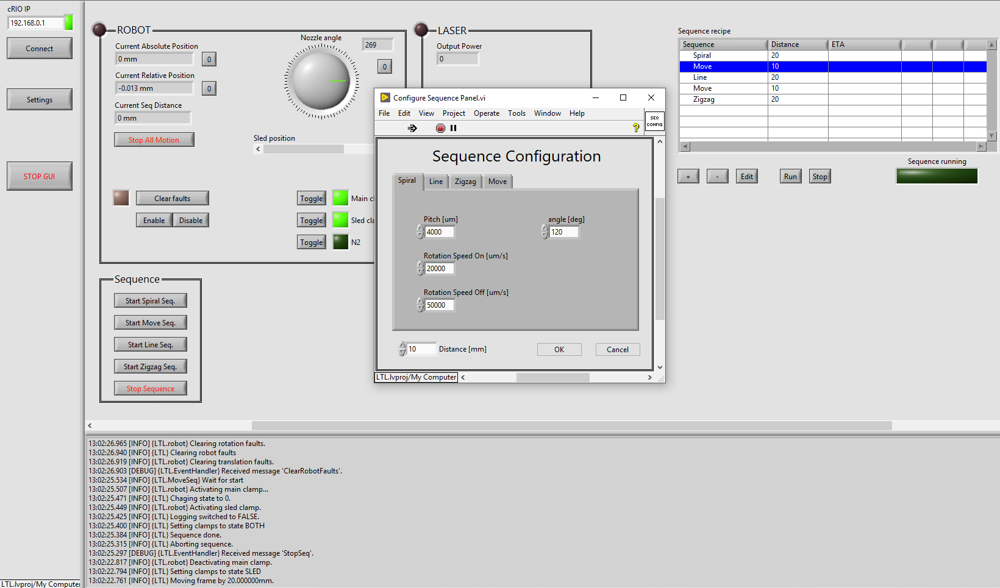 cRIO IP
192.168.0.1
Connect
Settings
STOP GUI
LTL.lvproj/My Computer
ROBOT
Current Absolute Position
0 mm
0
Current Relative Position
-0.013 mm
0
Current Seq Distance
0 mm
Stop All Motion
Nozzle angle
269
0
Sled position
Clear faults
Enable Disable
Toggle Main cl
Toggle Sled cla
Toggle N2
LASER
Output Power
0
Sequence recipe
Sequence Distance ETA
Spiral 20
Move 10
Line 20
Move 10
Zigzag 20
+ - Edit Run Stop
Sequence running
Configure Sequence Panel.vi
File Edit View Project Operate Tools Window Help
?
SEQ
CONFIG
Sequence Configuration
Spiral Line Zigzag Move
Pitch [um] angle [deg]
4000 120
Rotation Speed On [um/s]
20000
Rotation Speed Off [um/s]
50000
10 Distance [mm] OK Cancel
LTL.lvproj/My Computer
Sequence
Start Spiral Seq.
Start Move Seq.
Start Line Seq.
Start Zigzag Seq.
Stop Sequence
13:02:26.965 [INFO] {LTL.robot} Clearing rotation faults.
13:02:26.940 [INFO] {LTL} Clearing robot faults
13:02:26.919 [INFO] {LTL.robot} Clearing translation faults.
13:02:26.903 [DEBUG] {LTL.EventHandler} Received message 'ClearRobotFaults'.
13:02:25.534 [INFO] {LTL.MoveSeq} Wait for start
13:02:25.507 [INFO] {LTL.robot} Activating main clamp...
13:02:25.471 [INFO] {LTL} Chaging state to 0.
13:02:25.449 [INFO] {LTL.robot} Activating sled clamp.
13:02:25.425 [INFO] {LTL} Logging switched to FALSE.
13:02:25.400 [INFO] {LTL} Setting clamps to state BOTH
13:02:25.384 [INFO] {LTL} Sequence done.
13:02:25.315 [INFO] {LTL} Aborting sequence.
13:02:25.297 [DEBUG] {LTL.EventHandler} Received message 'StopSeq'.
13:02:22.817 [INFO] {LTL.robot} Deactivating main clamp.
13:02:22.794 [INFO] {LTL} Setting clamps to state SLED
13:02:22.761 [INFO] {LTL} Moving frame by 20.000000mm.